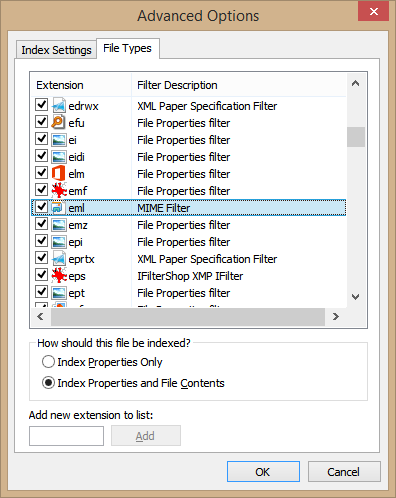 Advanced Options
Index Settings File Types
Extension Filter Description
edrwx XML Paper Specification Filter
efu File Properties filter
ei File Properties filter
eidi File Properties filter
elm File Properties filter
emf File Properties filter
eml MIME Filter
emz File Properties filter
epi File Properties filter
eprtx XML Paper Specification Filter
eps IFilterShop XMP IFilter
ept File Properties filter
How should this file be indexed?
Index Properties Only
Index Properties and File Contents
Add new extension to list:
Add
OK Cancel